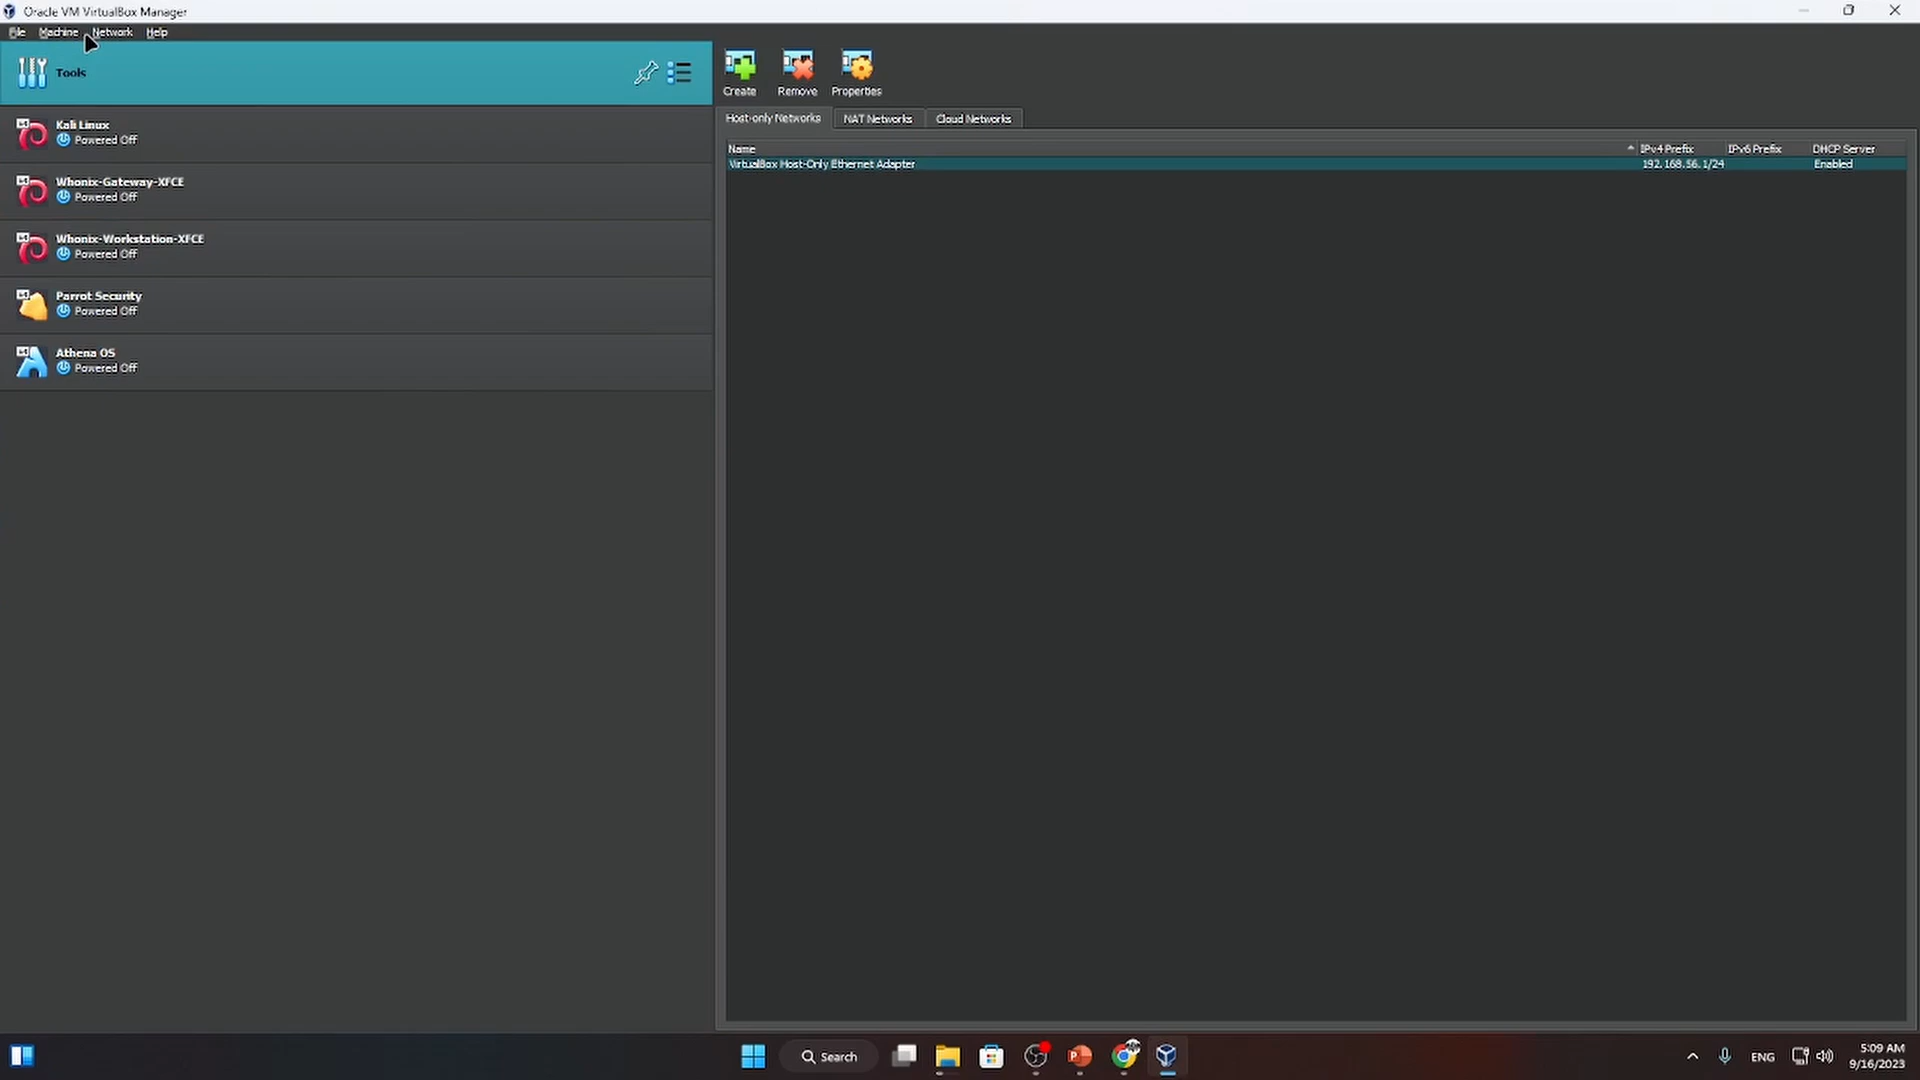 Oracle VM VirtualBox Manager
File Machine Network Help
Tools
Kali Linux
Powered Off
Whonix-Gateway-XFCE
Powered Off
Whonix-Workstation-XFCE
Powered Off
Parrot Security
Powered Off
Athena OS
Powered Off
Create Remove Properties
Host-only Networks NAT Networks Cloud Networks
Name IPv4 Prefix IPv6 Prefix DHCP Server
VirtualBox Host-Only Ethernet Adapter 192.168.56.1/24 Enabled
Search
ENG
5:09 AM
9/16/2023